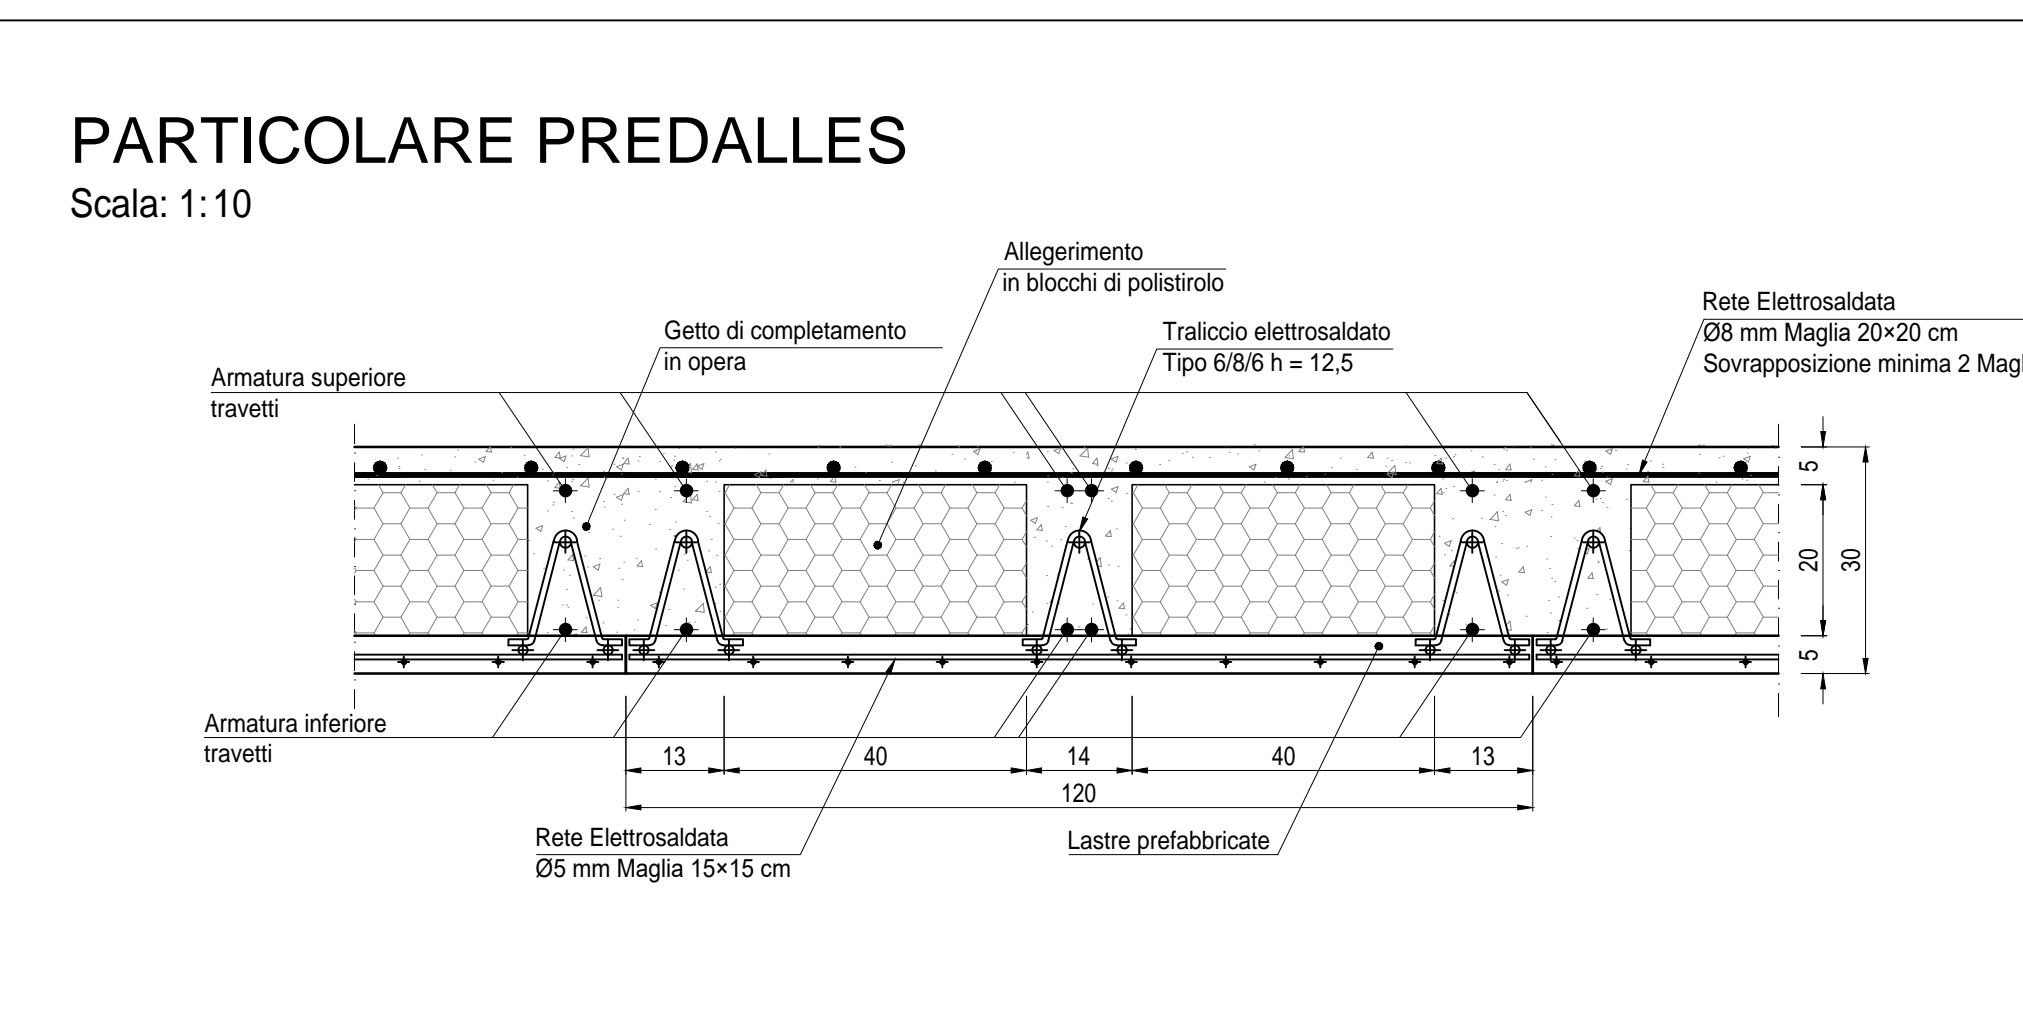 PARTICOLARE PREDALLES
Scala: 1:10
Allegerimento
in blocchi di polistirolo
Rete Elettrosaldata
Ø8 mm Maglia 20×20 cm
Sovrapposizione minima 2
Getto di completamento
in opera
Traliccio elettrosaldato
Tipo 6/8/6 h = 12,5
Armatura superiore
travetti
5
20
30
5
Armatura inferiore
travetti
13
40
14
40
13
120
Rete Elettrosaldata
Ø5 mm Maglia 15×15 cm
Lastre prefabbricate